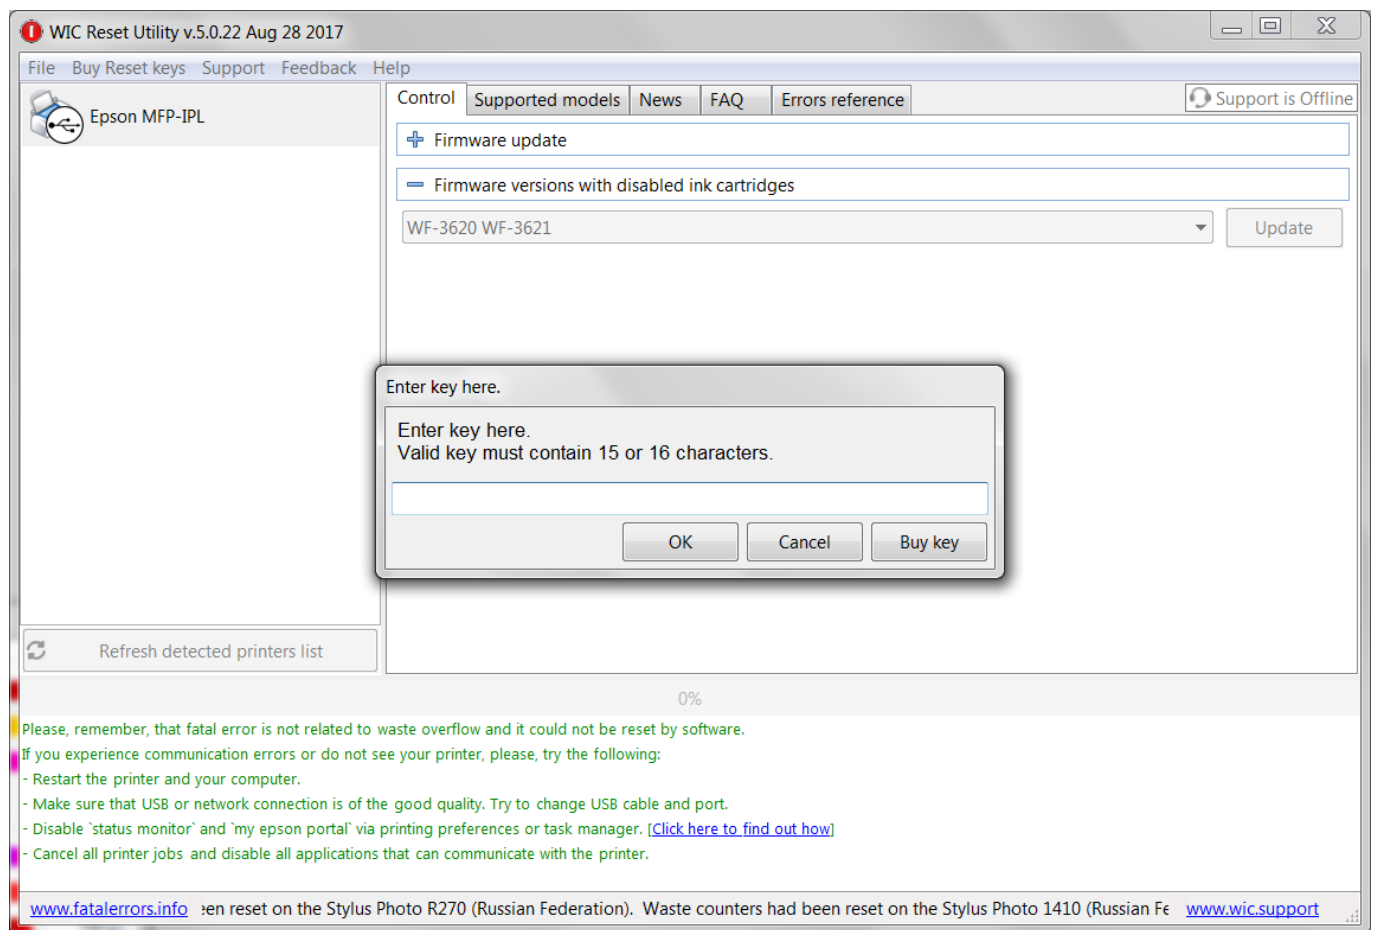 WIC Reset Utility v.5.0.22 Aug 28 2017
File Buy Reset keys Support Feedback Help
Epson MFP-IPL
Control Supported models News FAQ Errors reference
Support is Offline
Firmware update
Firmware versions with disabled ink cartridges
WF-3620 WF-3621
Update
Enter key here.
Enter key here.
Valid key must contain 15 or 16 characters.
OK Cancel Buy key
Refresh detected printers list
0%
Please, remember, that fatal error is not related to waste overflow and it could not be reset by software.
If you experience communication errors or do not see your printer, please, try the following:
- Restart the printer and your computer.
- Make sure that USB or network connection is of the good quality. Try to change USB cable and port.
- Disable `status monitor` and `my epson portal` via printing preferences or task manager. [Click here to find out how]
- Cancel all printer jobs and disable all applications that can communicate with the printer.
www.fatalerrors.info een reset on the Stylus Photo R270 (Russian Federation). Waste counters had been reset on the Stylus Photo 1410 (Russian Fe www.wic.support